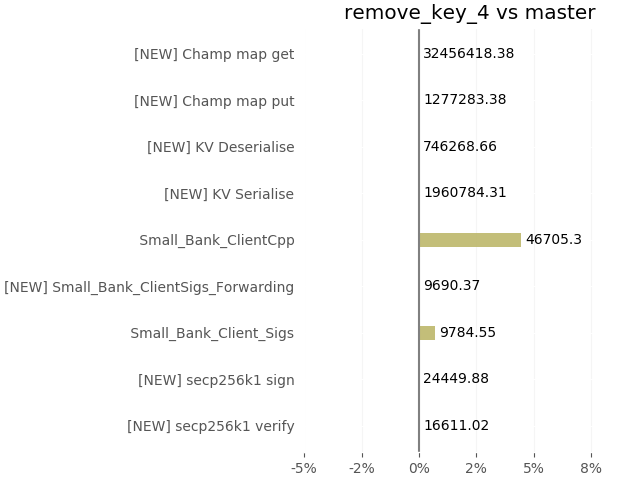 remove_key_4 vs master
[NEW] Champ map get 32456418.38
[NEW] Champ map put 1277283.38
[NEW] KV Deserialise 746268.66
[NEW] KV Serialise 1960784.31
Small_Bank_ClientCpp 46705.3
[NEW] Small_Bank_ClientSigs_Forwarding 9690.37
Small_Bank_Client_Sigs 9784.55
[NEW] secp256k1 sign 24449.88
[NEW] secp256k1 verify 16611.02
-5% -2% 0% 2% 5% 8%